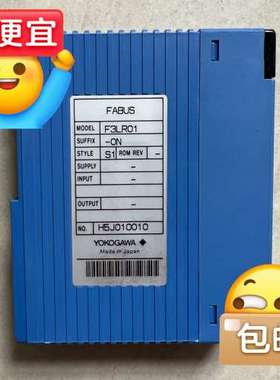 便宜
FABUS
MODEL F3LR01
SUFFIX -0N
STYLE S1 ROM REV -
SUPPLY -
INPUT -
OUTPUT -
NO. H5J010010
YOKOGAWA
Made in Japan
包邮